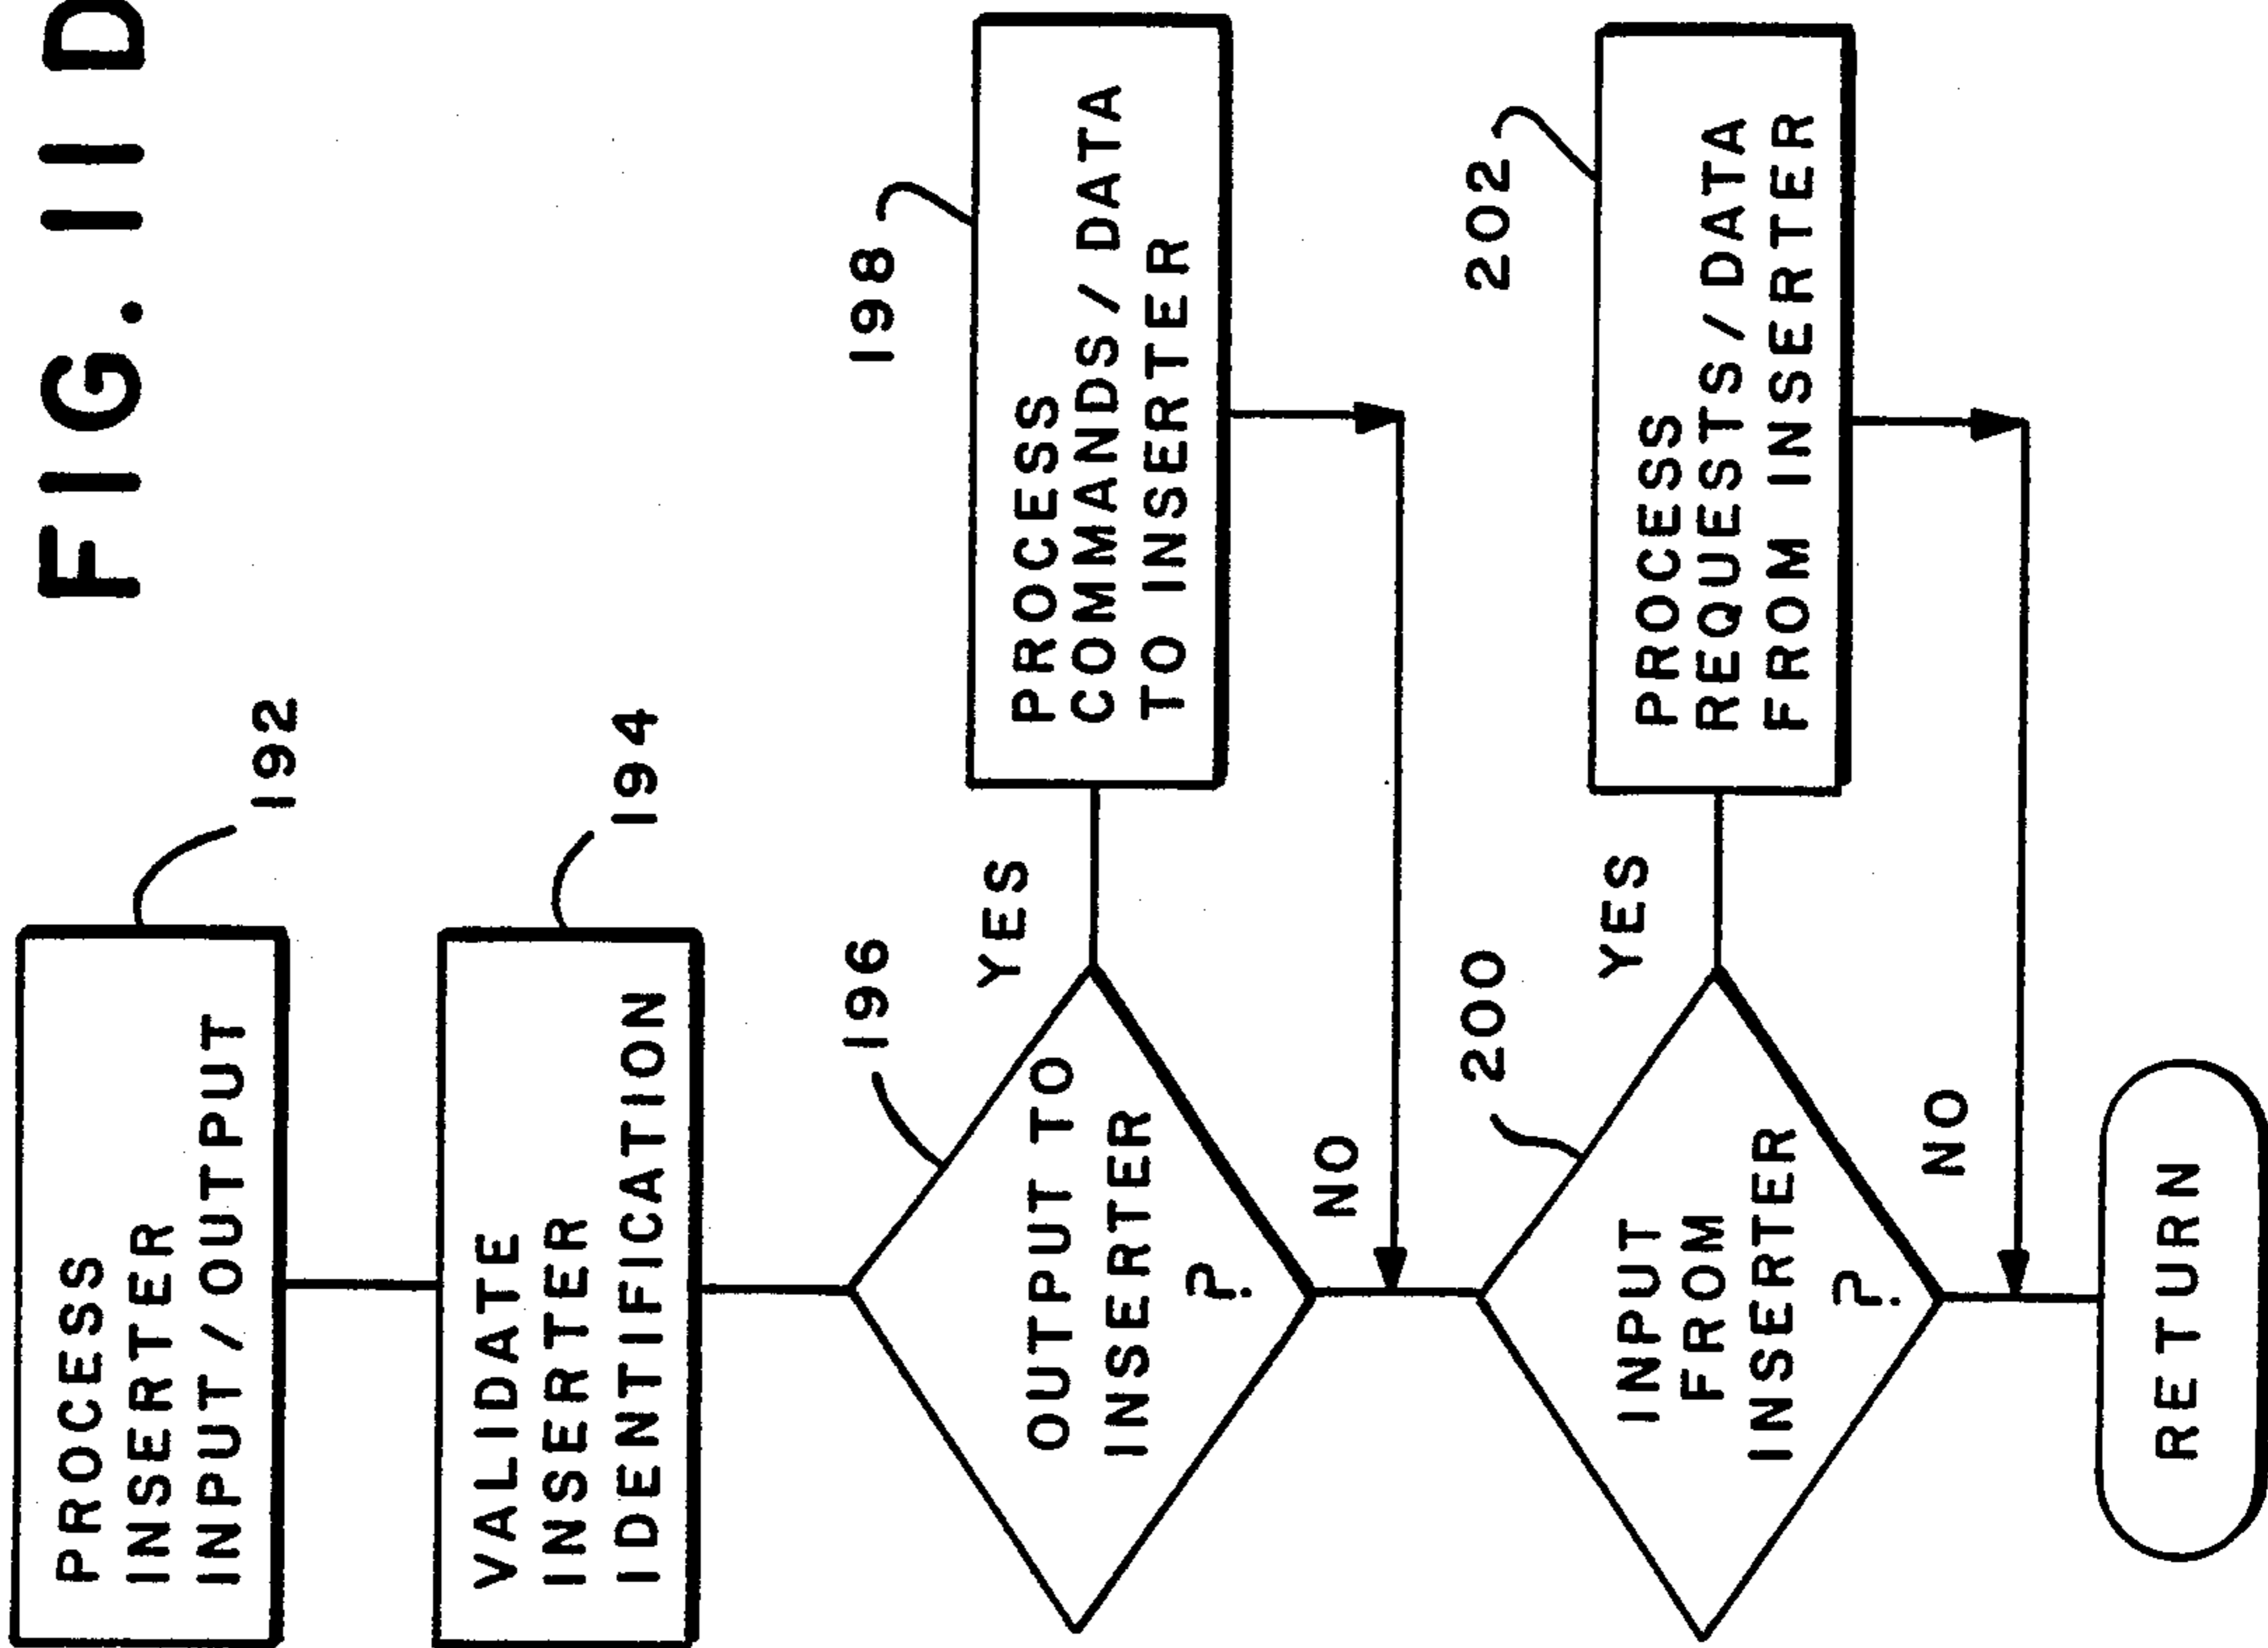 FIG. 11 D
PROCESS
INSERTER
INPUT/OUTPUT
192
VALIDATE
INSERTER
IDENTIFICATION
194
OUTPUT TO
INSERTER
?
196
YES
PROCESS
COMMANDS/DATA
TO INSERTER
198
NO
INPUT
FROM
INSERTER
?
200
YES
PROCESS
REQUESTS/DATA
FROM INSERTER
202
NO
RETURN